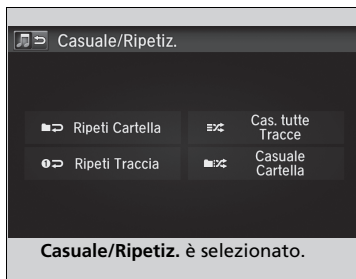 Casuale/Ripetiz.
Ripeti Cartella
Cas. tutte
Tracce
Ripeti Traccia
Casuale
Cartella
Casuale/Ripetiz. è selezionato.